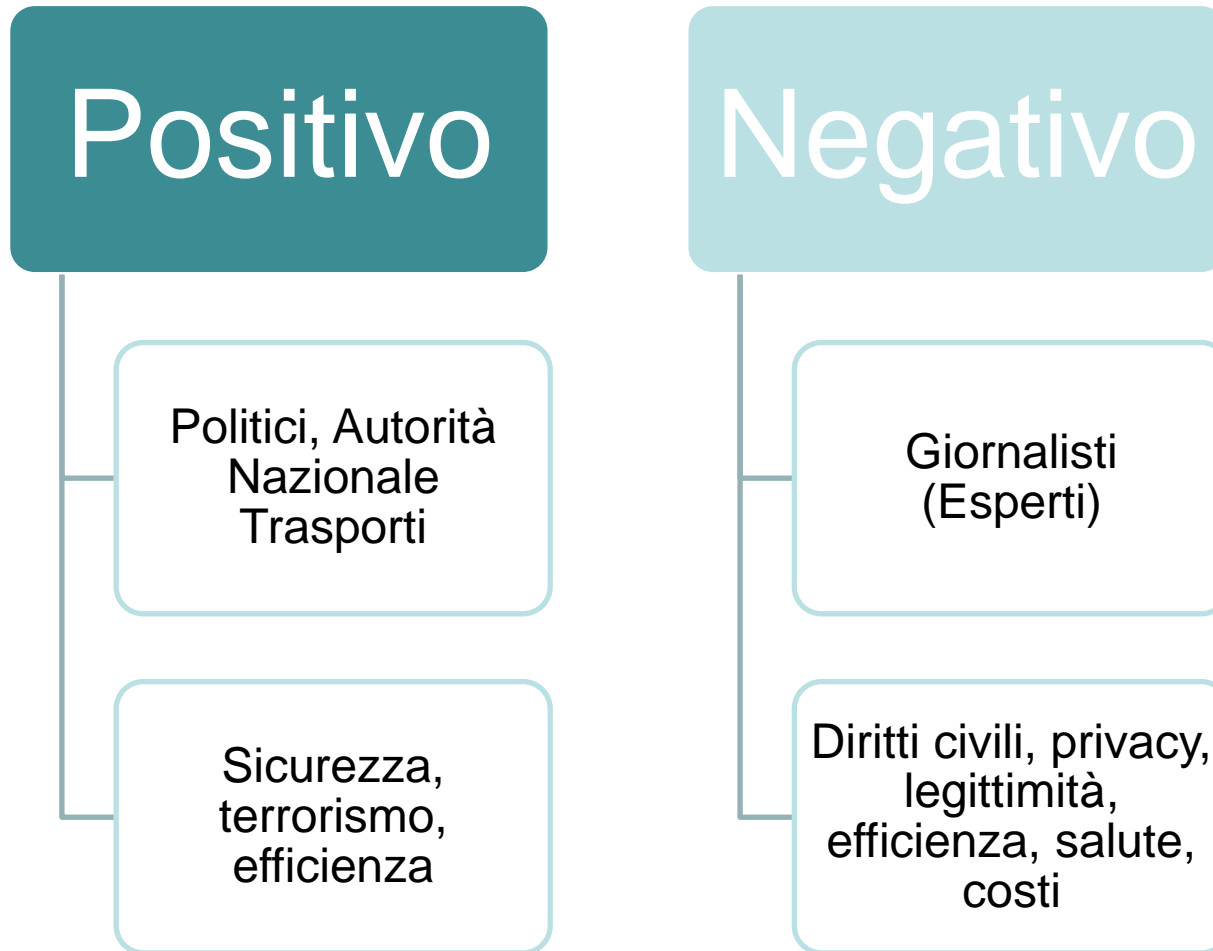 Positivo
Politici, Autorità
Nazionale
Trasporti
Sicurezza,
terrorismo,
efficienza
Negativo
Giornalisti
(Esperti)
Diritti civili, privacy,
legittimità,
efficienza, salute,
costi